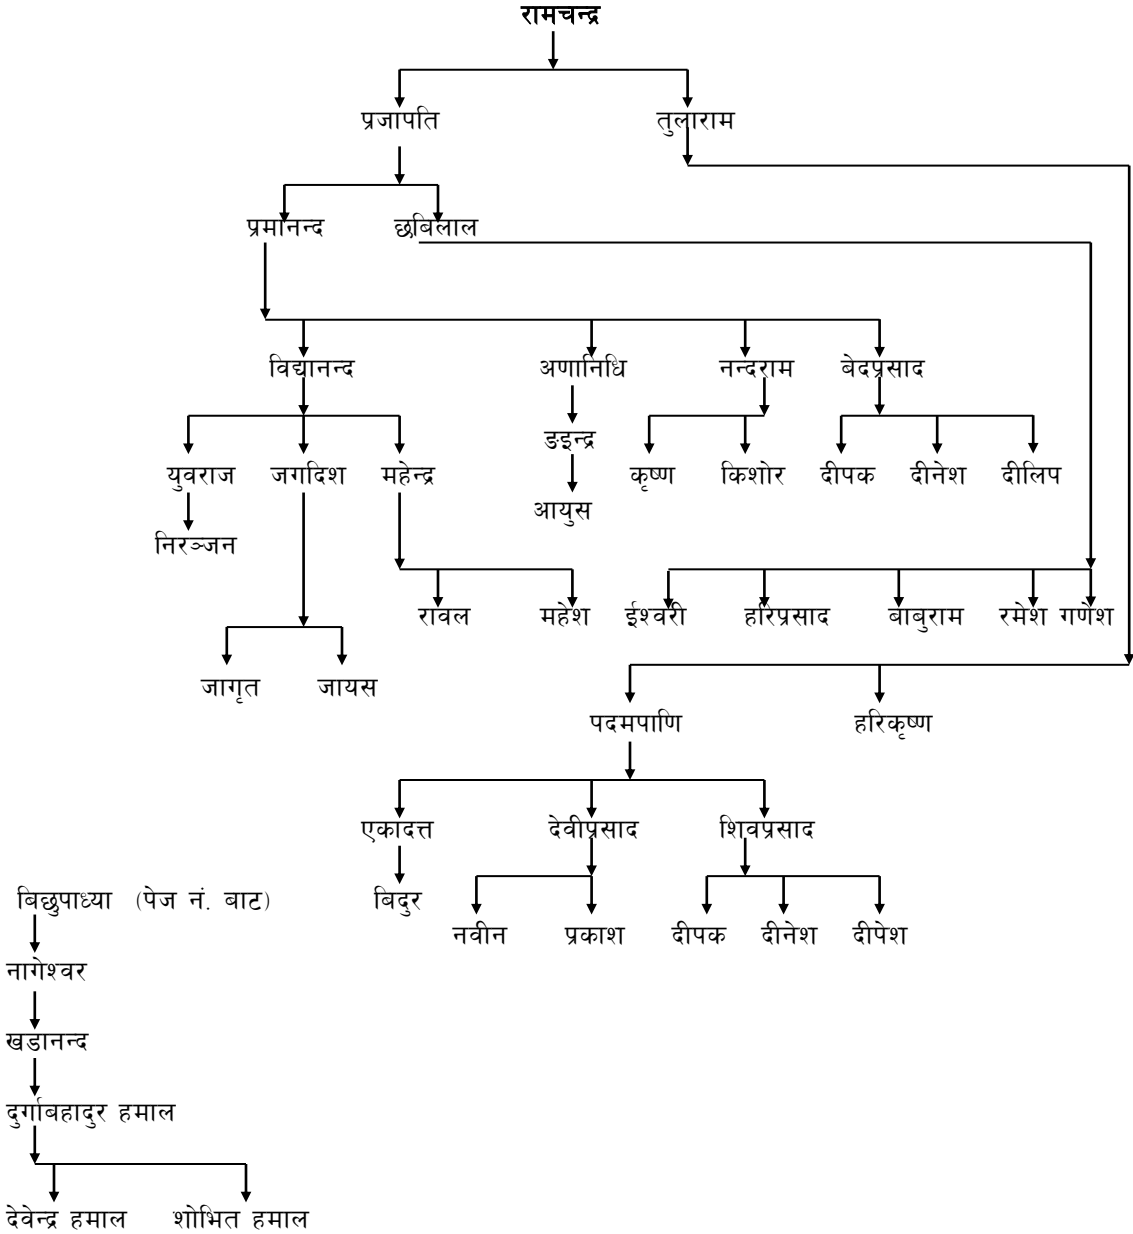 रामचन्द्र
प्रजापति तुलाराम
प्रमानन्द छबिलाल
विद्यानन्द अणानिधि नन्दराम बेदप्रसाद
ङइन्द्र
युवराज जगदिश महेन्द्र कृष्ण किशोर दीपक दीनेश दीलिप
आयुस
निरञ्जन
रावल महेश ईश्वरी हरिप्रसाद बाबुराम रमेश गणेश
जागृत जायस
पदमपाणि हरिकृष्ण
एकादत्त देवीप्रसाद शिवप्रसाद
बिछुपाध्या (पेज नं. बाट) बिदुर
नवीन प्रकाश दीपक दीनेश दीपेश
नागेश्वर
खडानन्द
दुर्गाबहादुर हमाल
देवेन्द्र हमाल शोभित हमाल